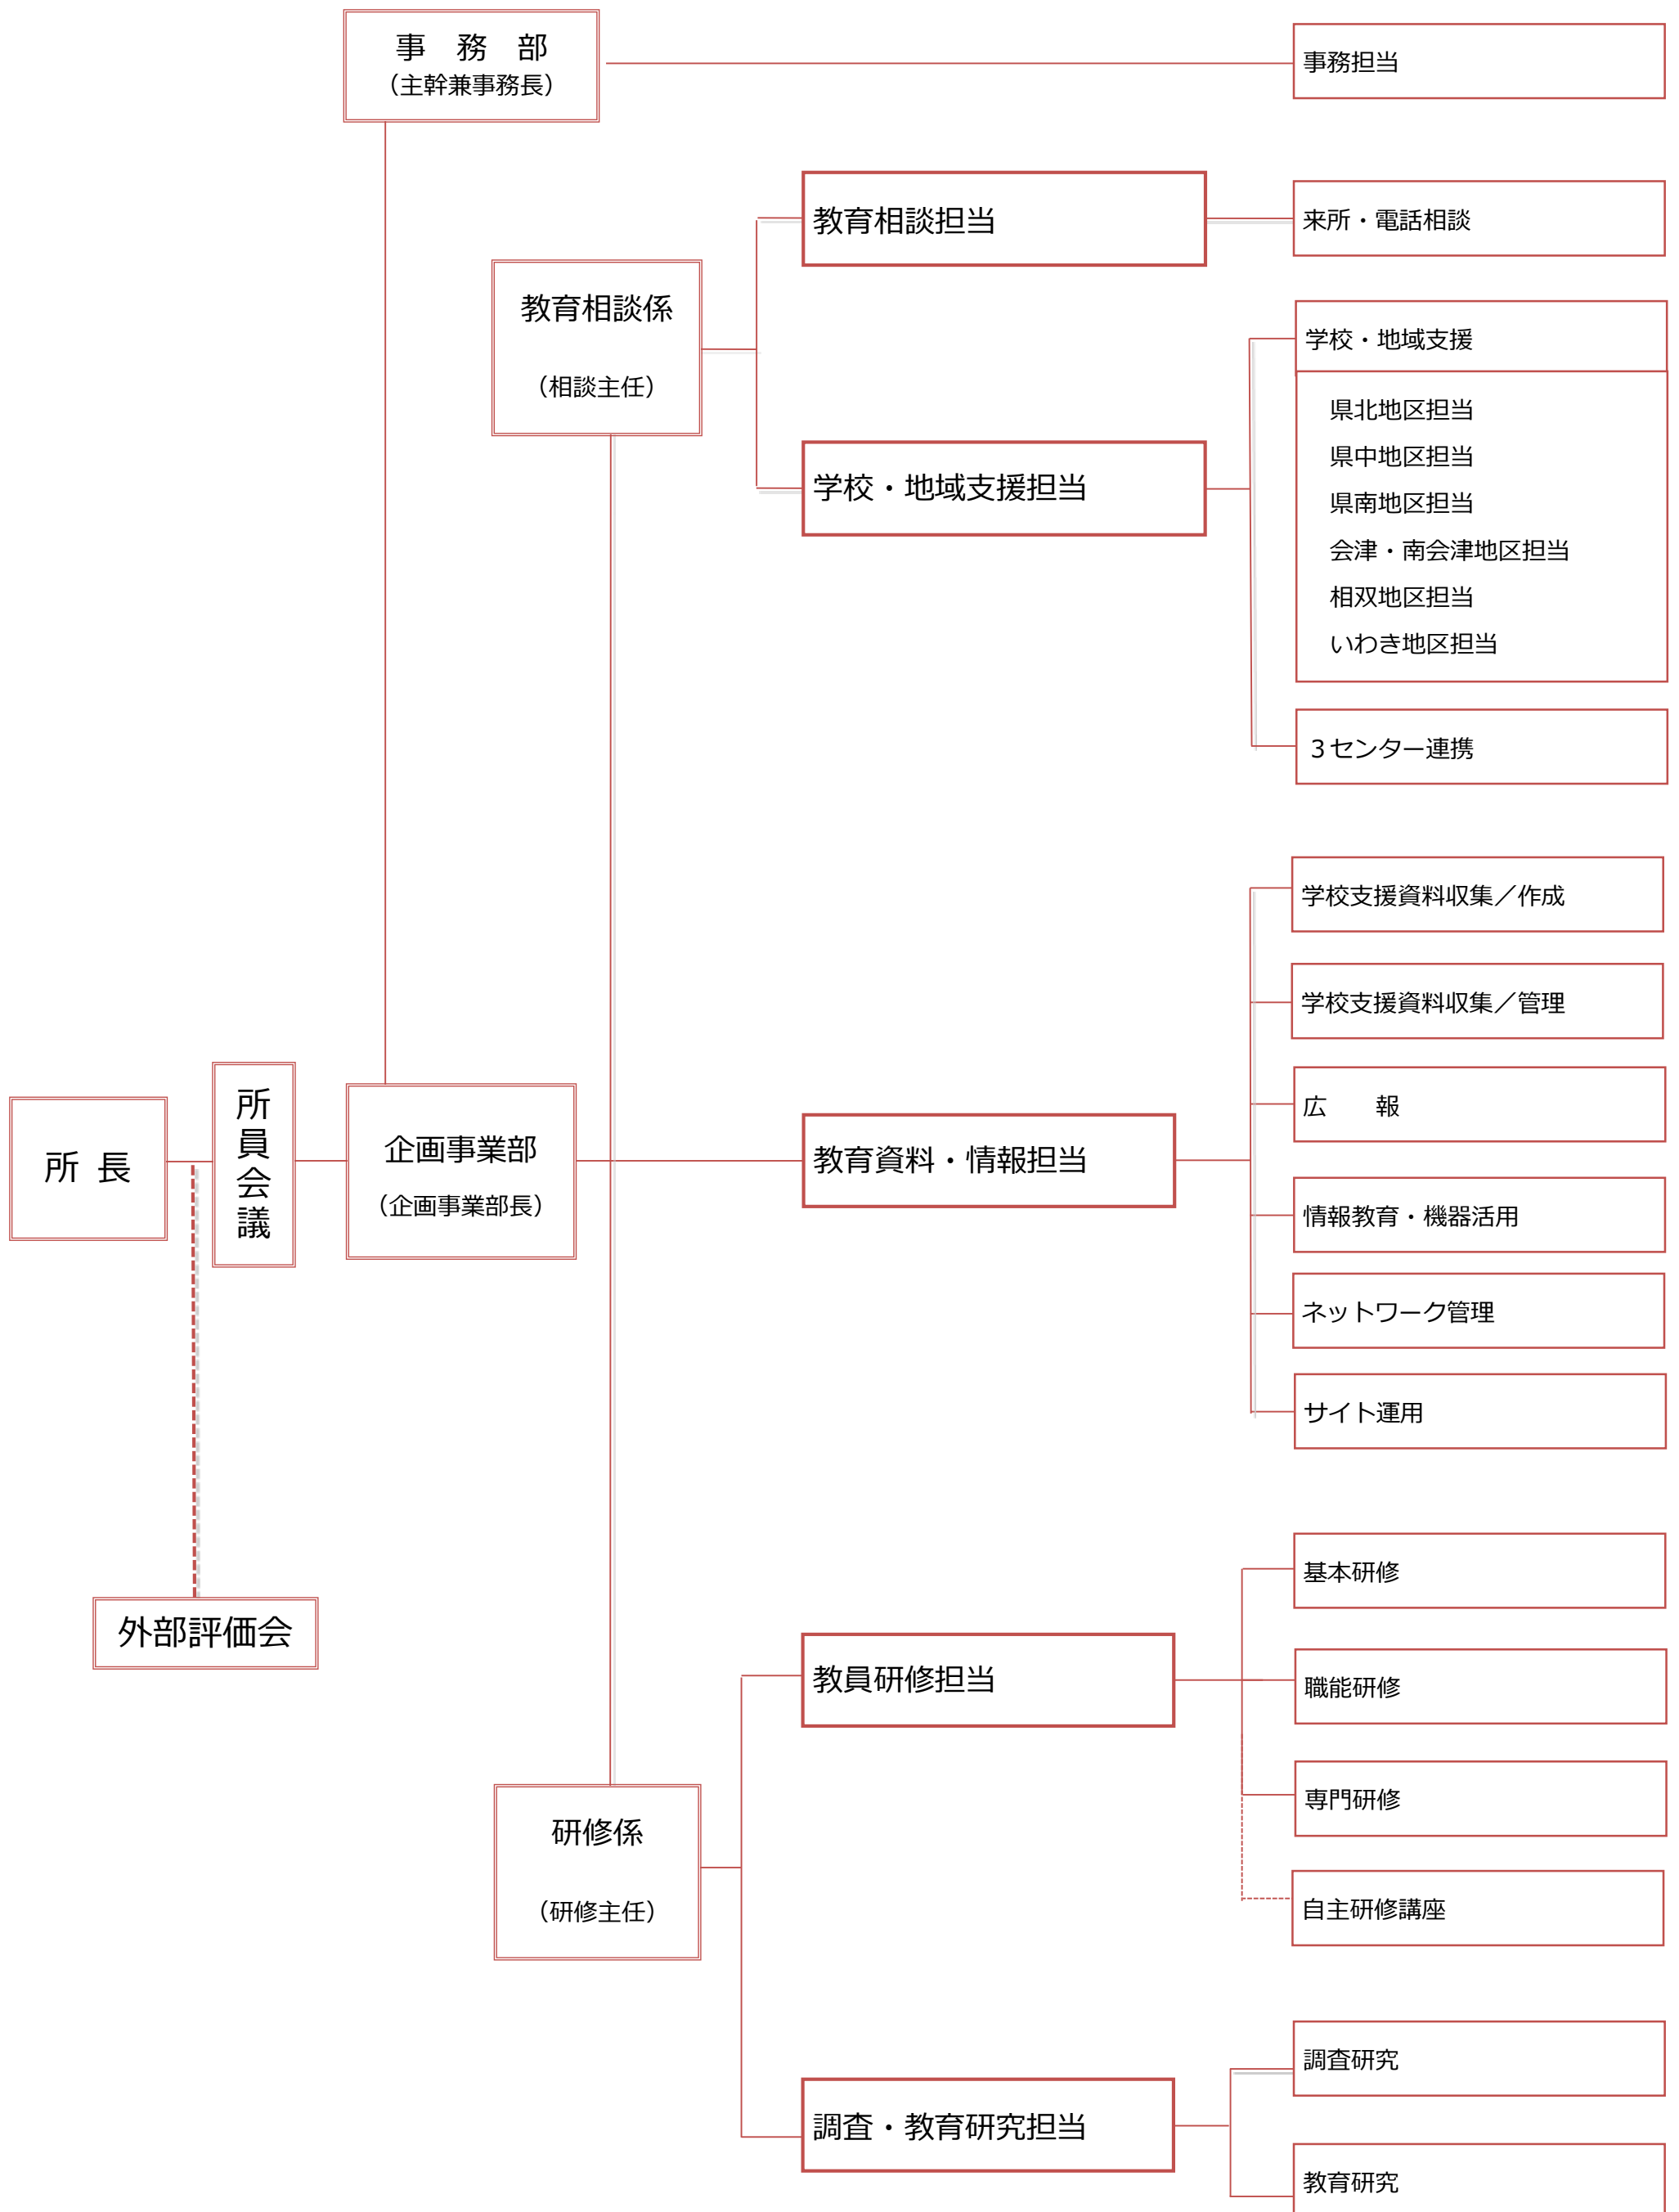 事　務　部
（主幹兼事務長）
事務担当
教育相談担当
来所・電話相談
教育相談係
（相談主任）
学校・地域支援
県北地区担当
県中地区担当
学校・地域支援担当
県南地区担当
会津・南会津地区担当
相双地区担当
いわき地区担当
３センター連携
学校支援資料収集／作成
学校支援資料収集／管理
広　　報
所 長
所員会議
企画事業部
（企画事業部長）
教育資料・情報担当
情報教育・機器活用
ネットワーク管理
サイト運用
外部評価会
基本研修
教員研修担当
職能研修
専門研修
研修係
（研修主任）
自主研修講座
調査研究
調査・教育研究担当
教育研究